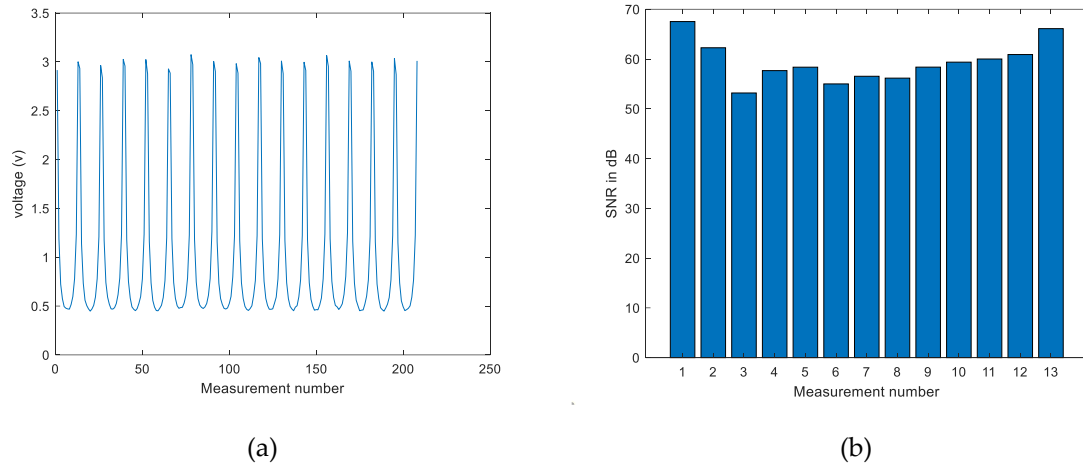 3.5
3
2.5
2
1.5
1
0.5
0
voltage (v)
0 50 100 150 200 250
Measurement number
(a)
70
60
50
40
30
20
10
0
SNR in dB
1 2 3 4 5 6 7 8 9 10 11 12 13
Measurement number
(b)